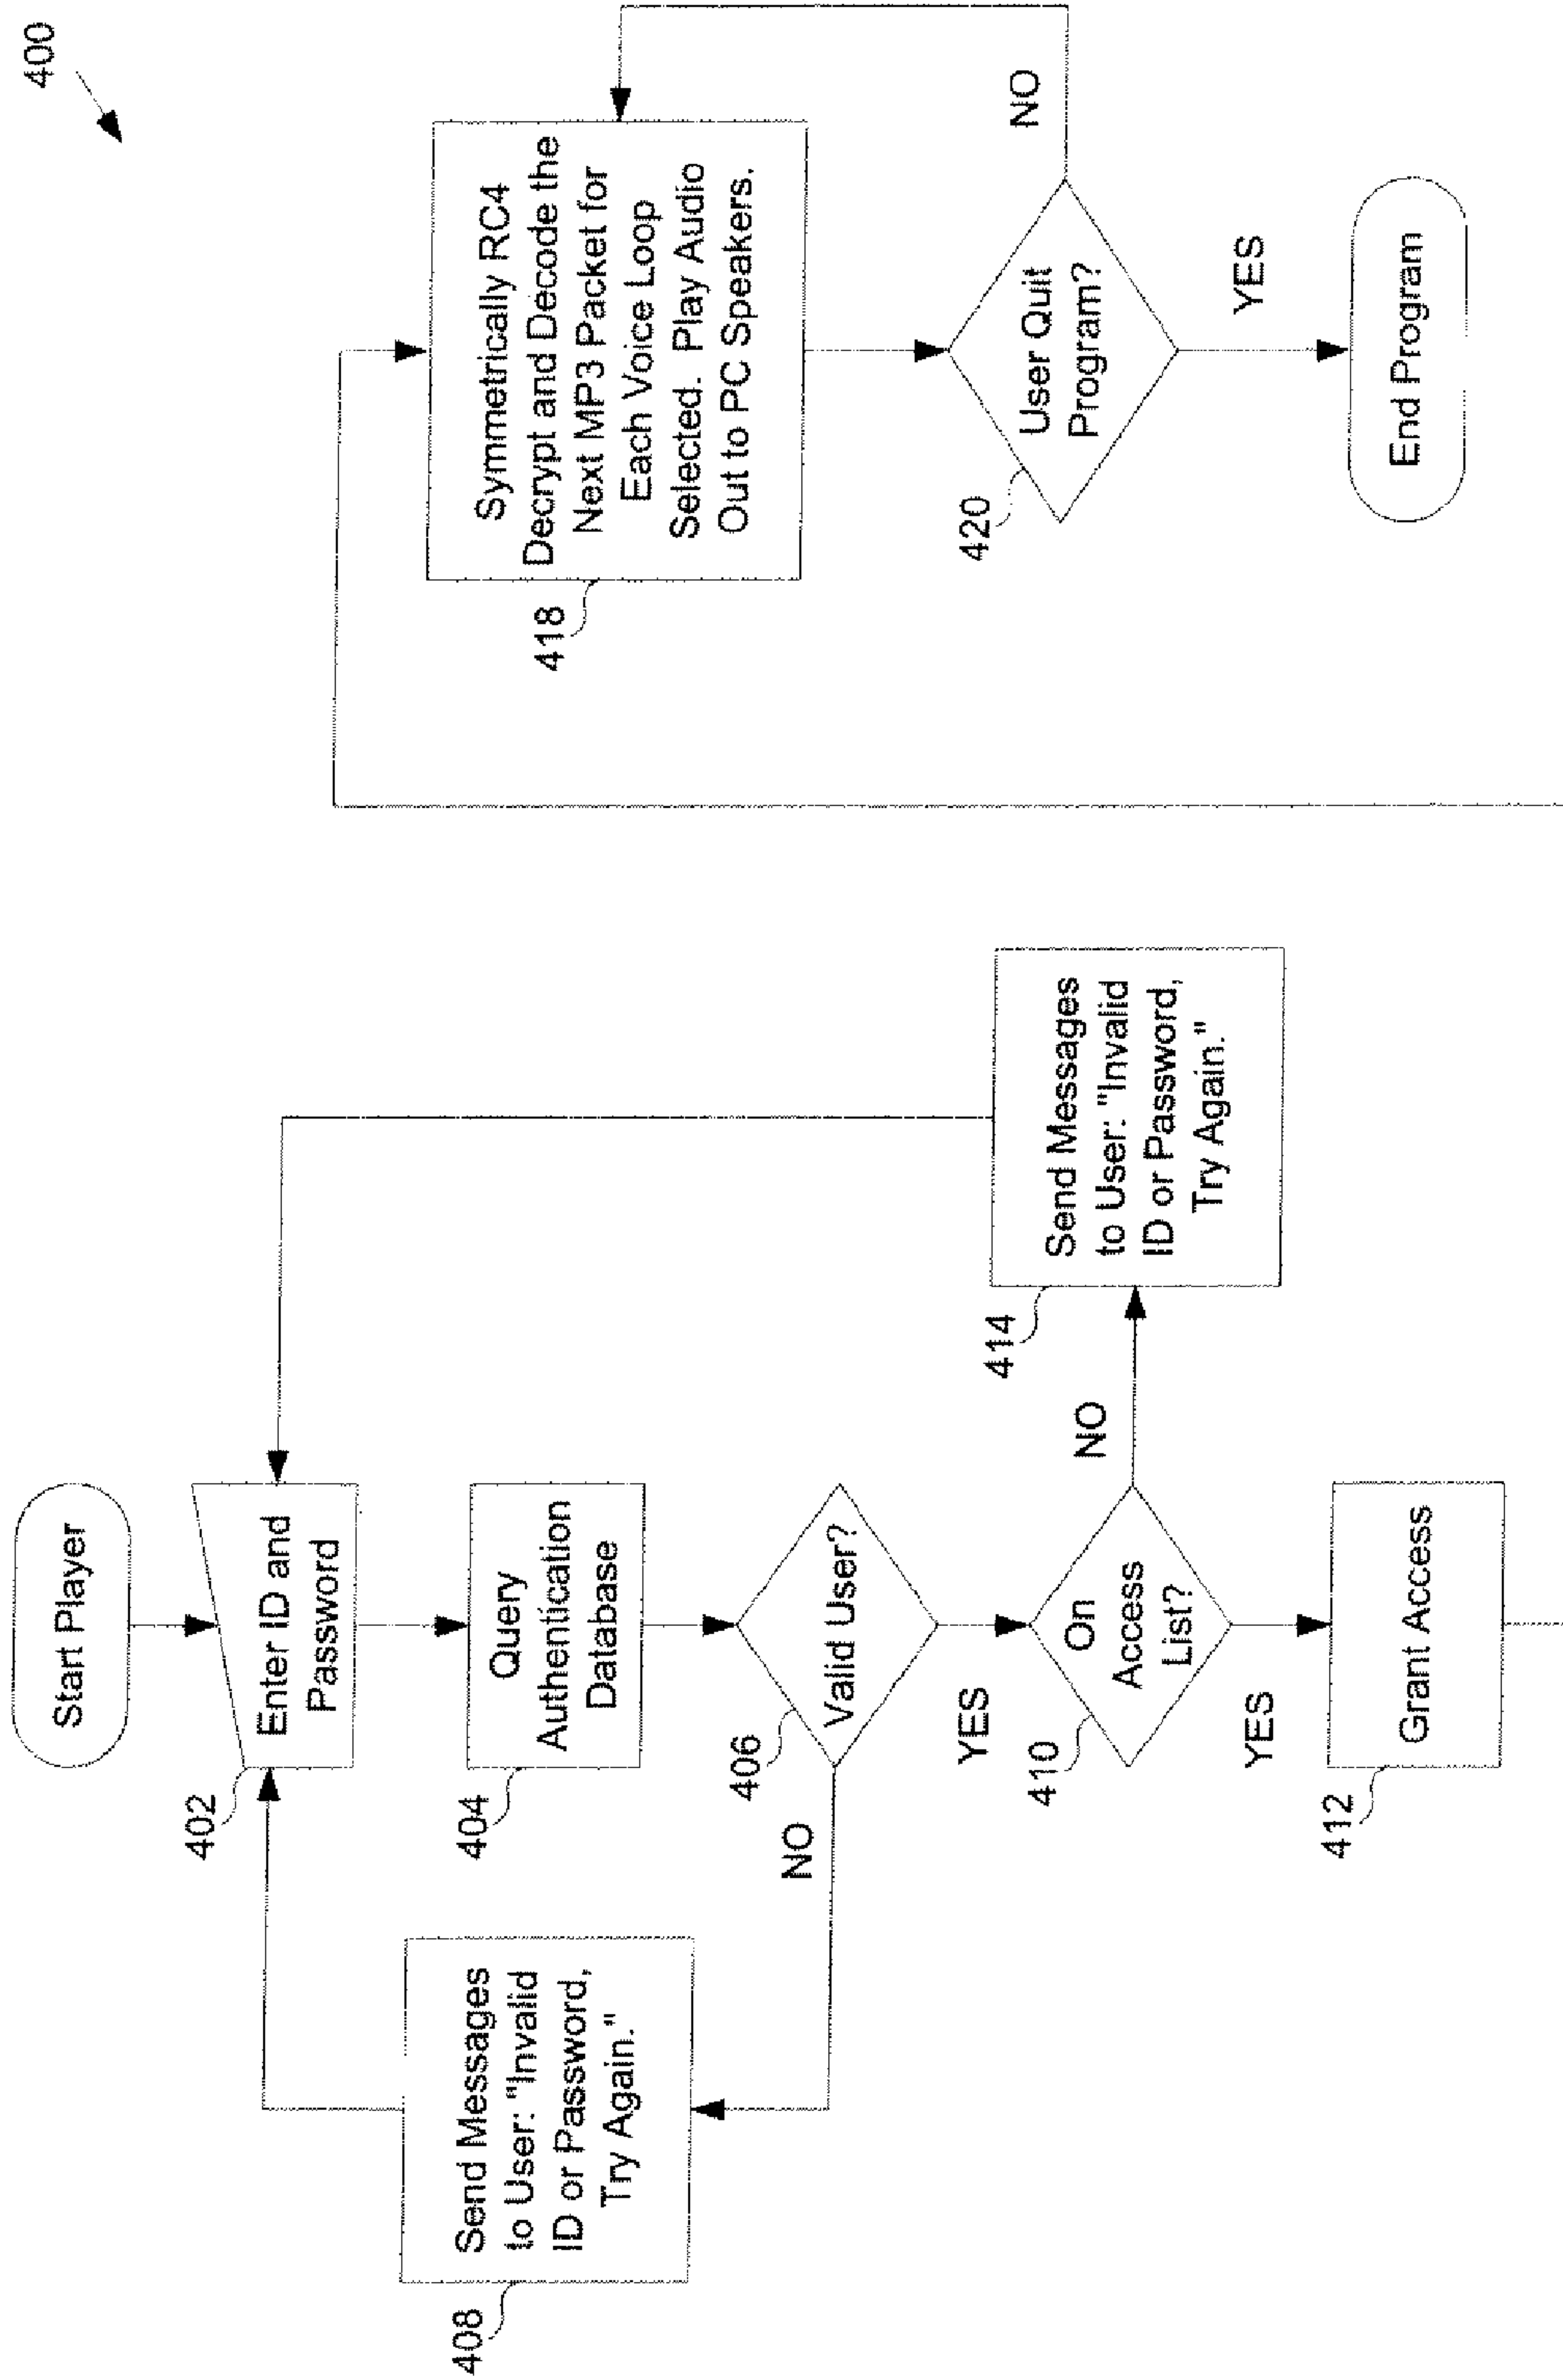 400
Start Player
402
Enter ID and
Password
404
Query
Authentication
Database
406
Valid User?
NO
YES
408
Send Messages
to User: "Invalid
ID or Password,
Try Again."
410
On
Access
List?
NO
YES
414
Send Messages
to User: "Invalid
ID or Password,
Try Again."
412
Grant Access
418
Symmetrically RC4
Decrypt and Decode the
Next MP3 Packet for
Each Voice Loop
Selected. Play Audio
Out to PC Speakers.
420
User Quit
Program?
NO
YES
End Program